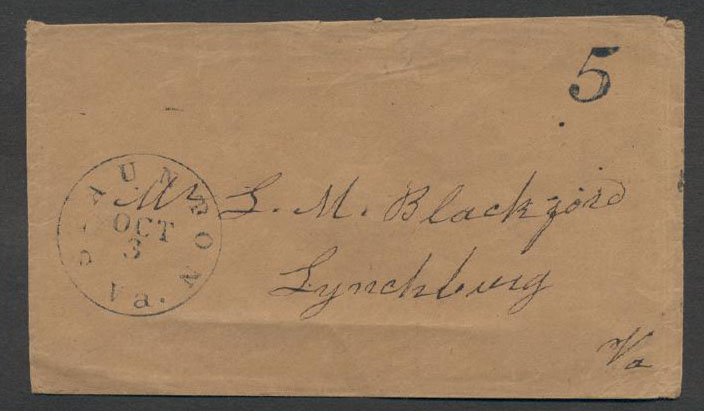 5
STAUNTON
OCT
3
Va.
Mr L. M. Blackford
Lynchburg
Va